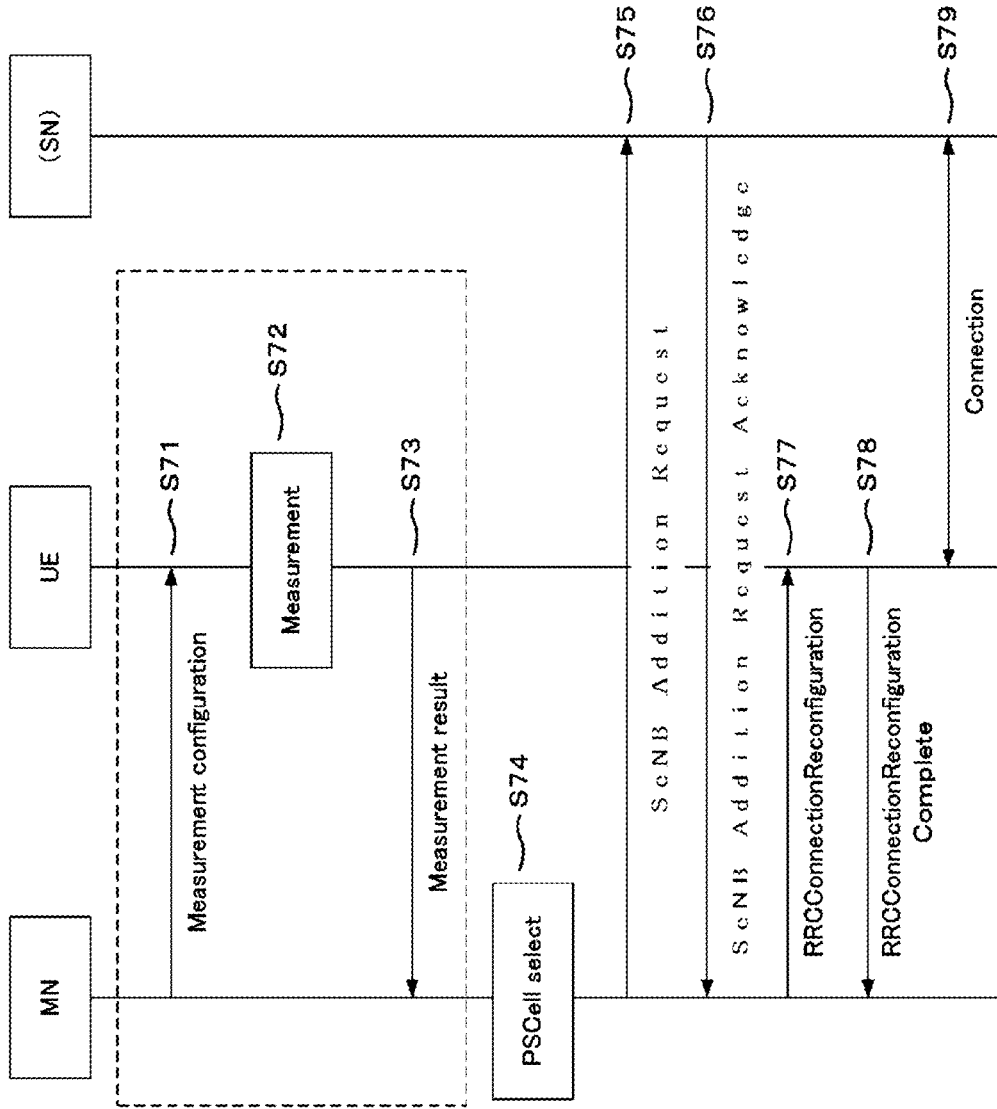 MN
UE
(SN)
Measurement configuration
S71
Measurement
S72
Measurement result
S73
PSCell select
S74
SeNB Addition Request
S75
SeNB Addition Request Acknowledge
S76
RRCConnectionReconfiguration
S77
RRCConnectionReconfiguration
Complete
S78
Connection
S79